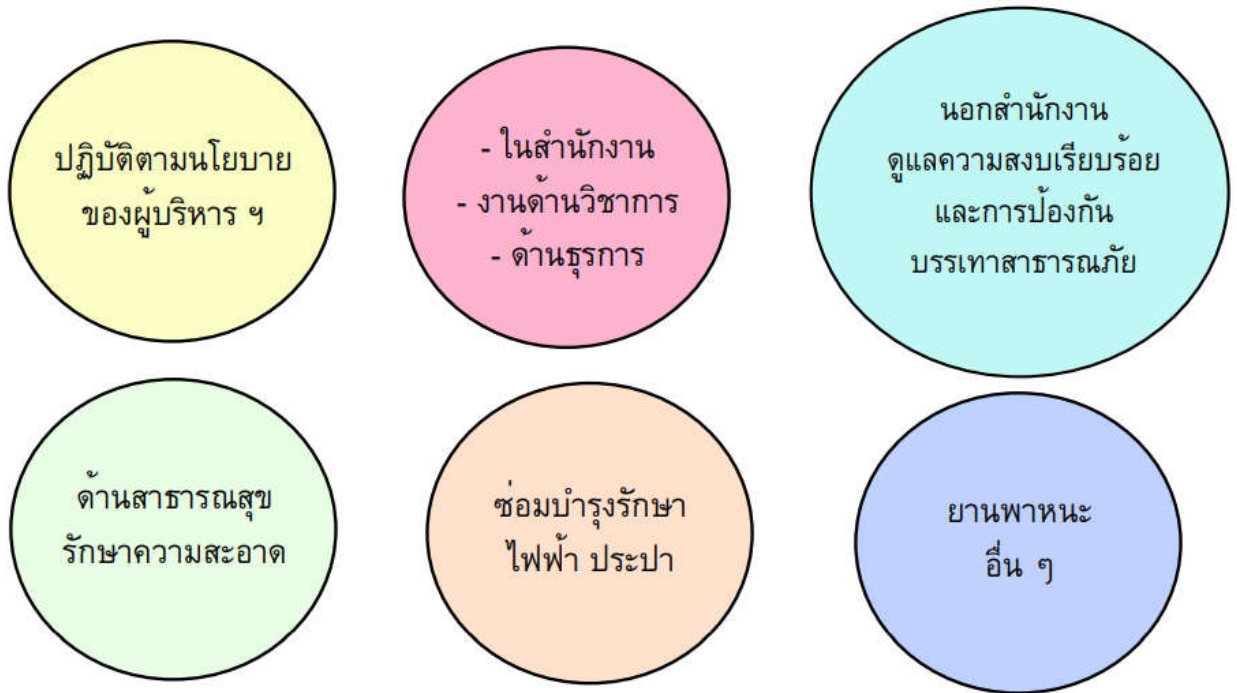 ปฏิบัติตามนโยบาย
ของผู้บริหาร ฯ
- ในสำนักงาน
- งานด้านวิชาการ
- ด้านธุรการ
นอกสำนักงาน
ดูแลความสงบเรียบร้อย
และการป้องกัน
บรรเทาสาธารณภัย
ด้านสาธารณสุข
รักษาความสะอาด
ซ่อมบำรุงรักษา
ไฟฟ้า ประปา
ยานพาหนะ
อื่น ๆ